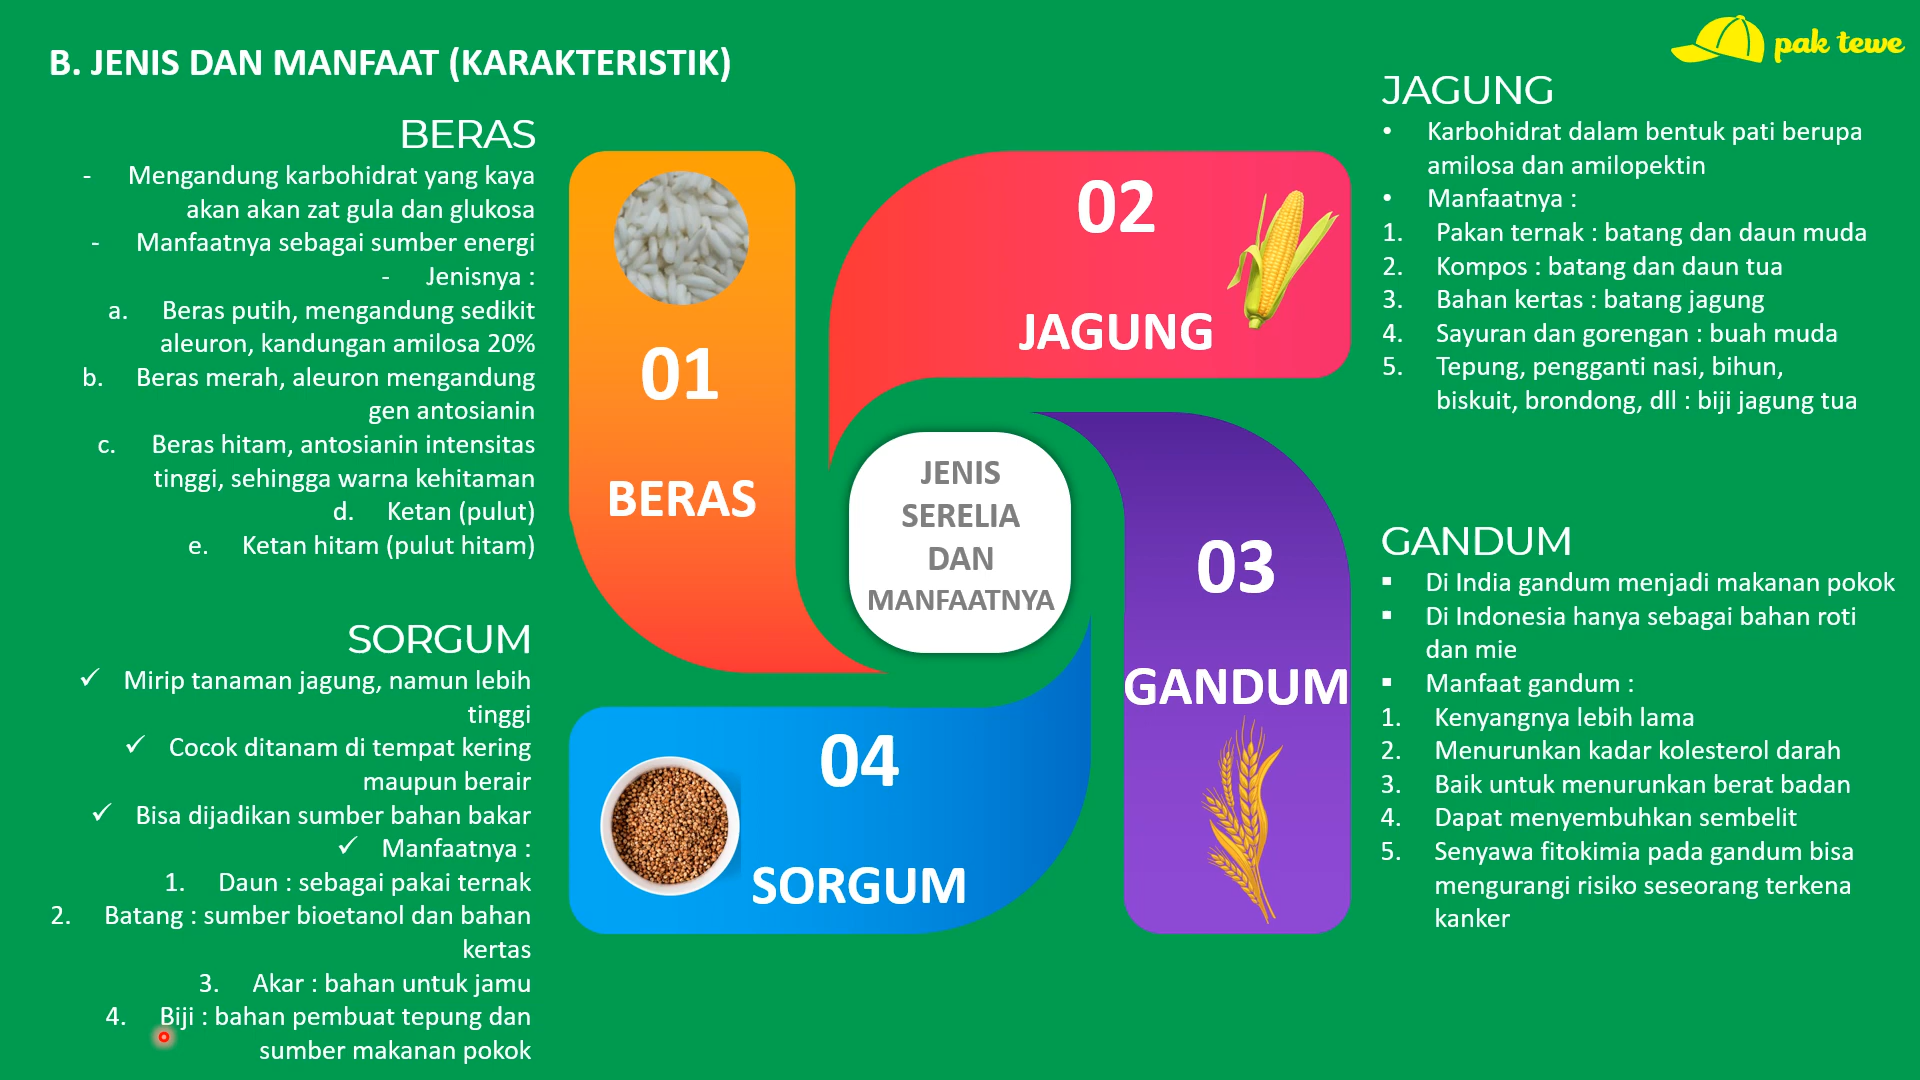 B. JENIS DAN MANFAAT (KARAKTERISTIK)
pak tewe
BERAS
- Mengandung karbohidrat yang kaya
akan akan zat gula dan glukosa
- Manfaatnya sebagai sumber energi
- Jenisnya :
a. Beras putih, mengandung sedikit
aleuron, kandungan amilosa 20%
b. Beras merah, aleuron mengandung
gen antosianin
c. Beras hitam, antosianin intensitas
tinggi, sehingga warna kehitaman
d. Ketan (pulut)
e. Ketan hitam (pulut hitam)
SORGUM
✓ Mirip tanaman jagung, namun lebih
tinggi
✓ Cocok ditanam di tempat kering
maupun berair
✓ Bisa dijadikan sumber bahan bakar
✓ Manfaatnya :
1. Daun : sebagai pakai ternak
2. Batang : sumber bioetanol dan bahan
kertas
3. Akar : bahan untuk jamu
4. Biji : bahan pembuat tepung dan
sumber makanan pokok
01
BERAS
02
JAGUNG
JENIS
SERELIA
DAN
MANFAATNYA
03
GANDUM
04
SORGUM
JAGUNG
• Karbohidrat dalam bentuk pati berupa
amilosa dan amilopektin
• Manfaatnya :
1. Pakan ternak : batang dan daun muda
2. Kompos : batang dan daun tua
3. Bahan kertas : batang jagung
4. Sayuran dan gorengan : buah muda
5. Tepung, pengganti nasi, bihun,
biskuit, brondong, dll : biji jagung tua
GANDUM
▪ Di India gandum menjadi makanan pokok
▪ Di Indonesia hanya sebagai bahan roti
dan mie
▪ Manfaat gandum :
1. Kenyangnya lebih lama
2. Menurunkan kadar kolesterol darah
3. Baik untuk menurunkan berat badan
4. Dapat menyembuhkan sembelit
5. Senyawa fitokimia pada gandum bisa
mengurangi risiko seseorang terkena
kanker